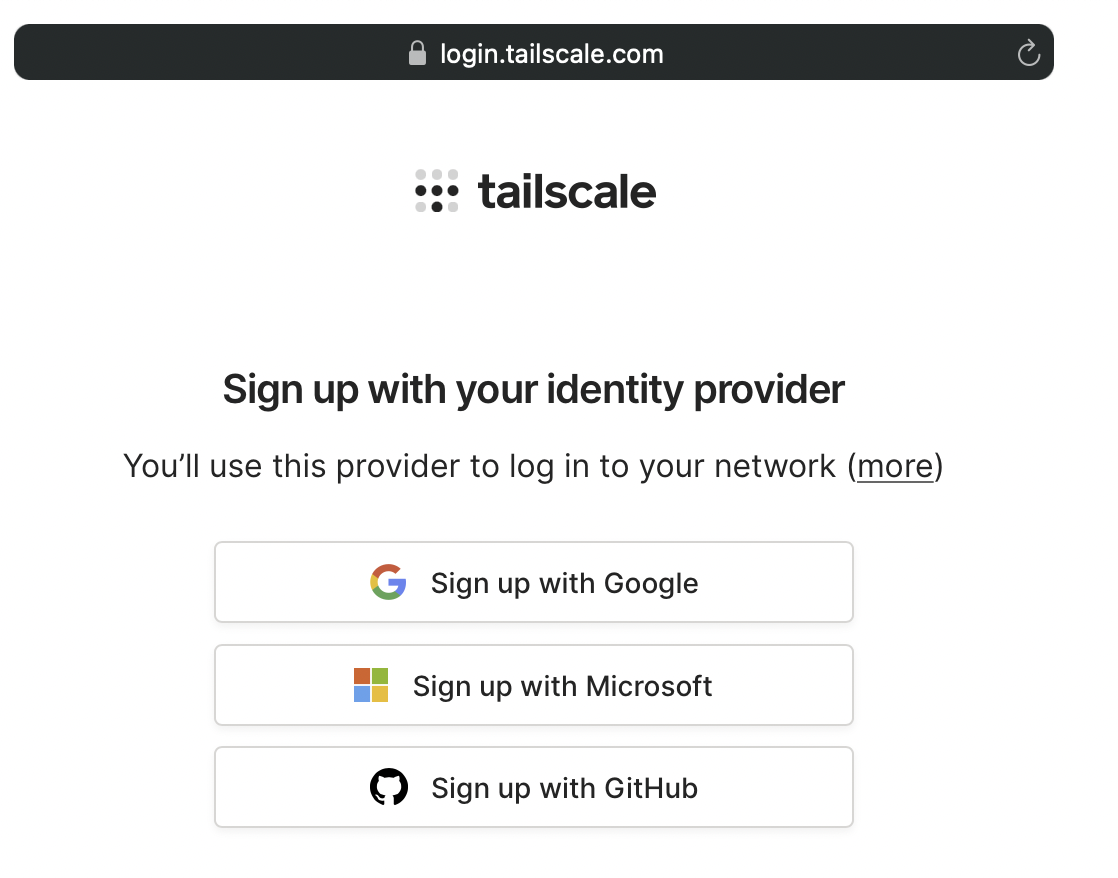 login.tailscale.com
tailscale
Sign up with your identity provider
You’ll use this provider to log in to your network (more)
Sign up with Google
Sign up with Microsoft
Sign up with GitHub